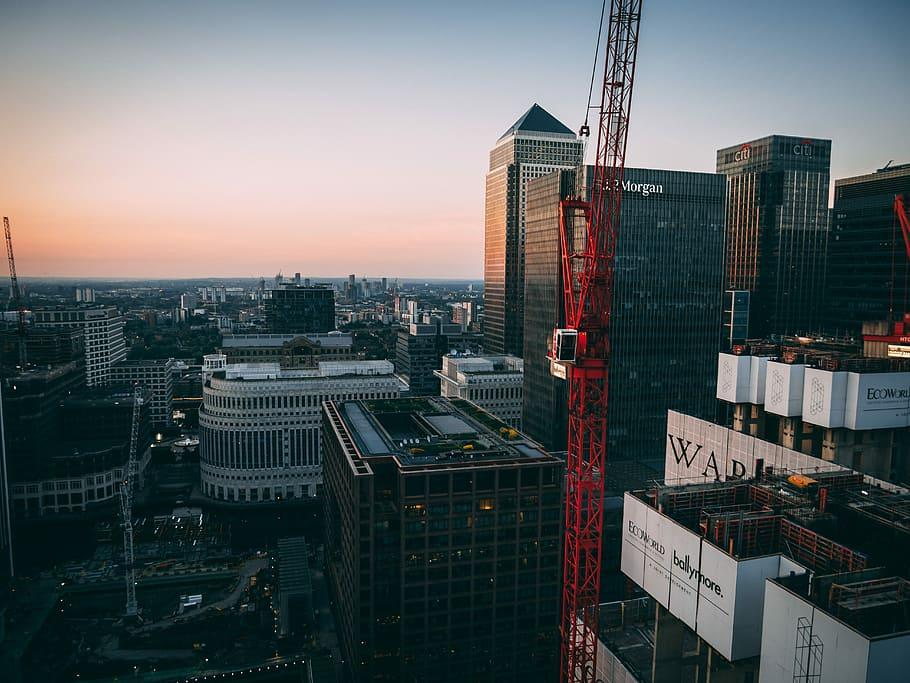 citi
citi
J.P.Morgan
ECOWORLD
WAR
ECOWORLD
ballymore.